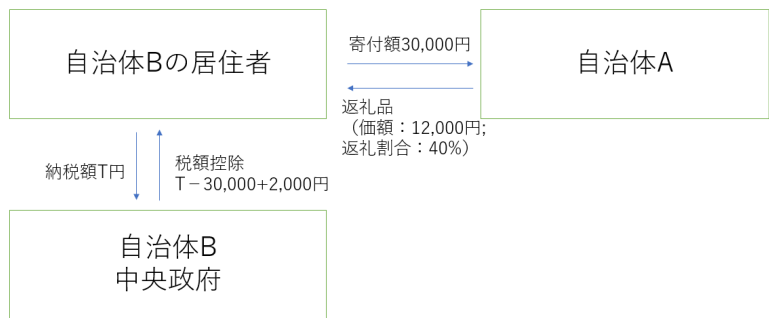 自治体Bの居住者
寄付額30,000円
自治体A
返礼品
（価額：12,000円;
返礼割合：40%）
納税額T円
税額控除
T－30,000+2,000円
自治体B
中央政府